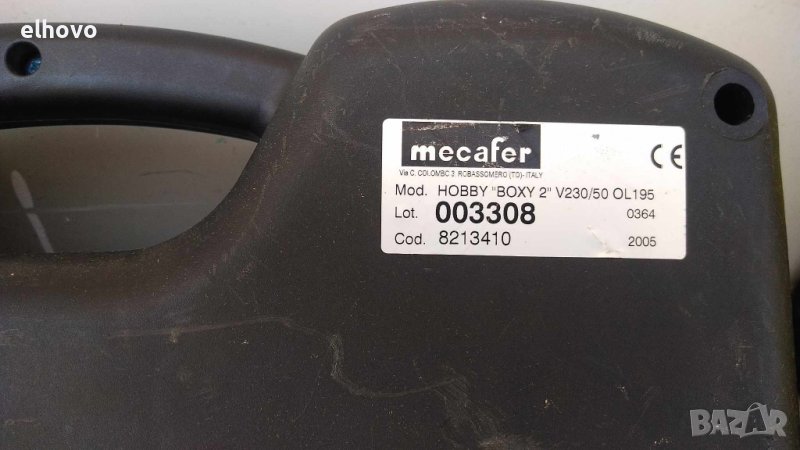 elhovo
mecafer
CE
Via C. COLOMBO 3. ROBASSOMERO (TO)- ITALY
Mod. HOBBY "BOXY 2" V230/50 OL195
Lot. 003308 0364
Cod. 8213410 2005
BAZAR